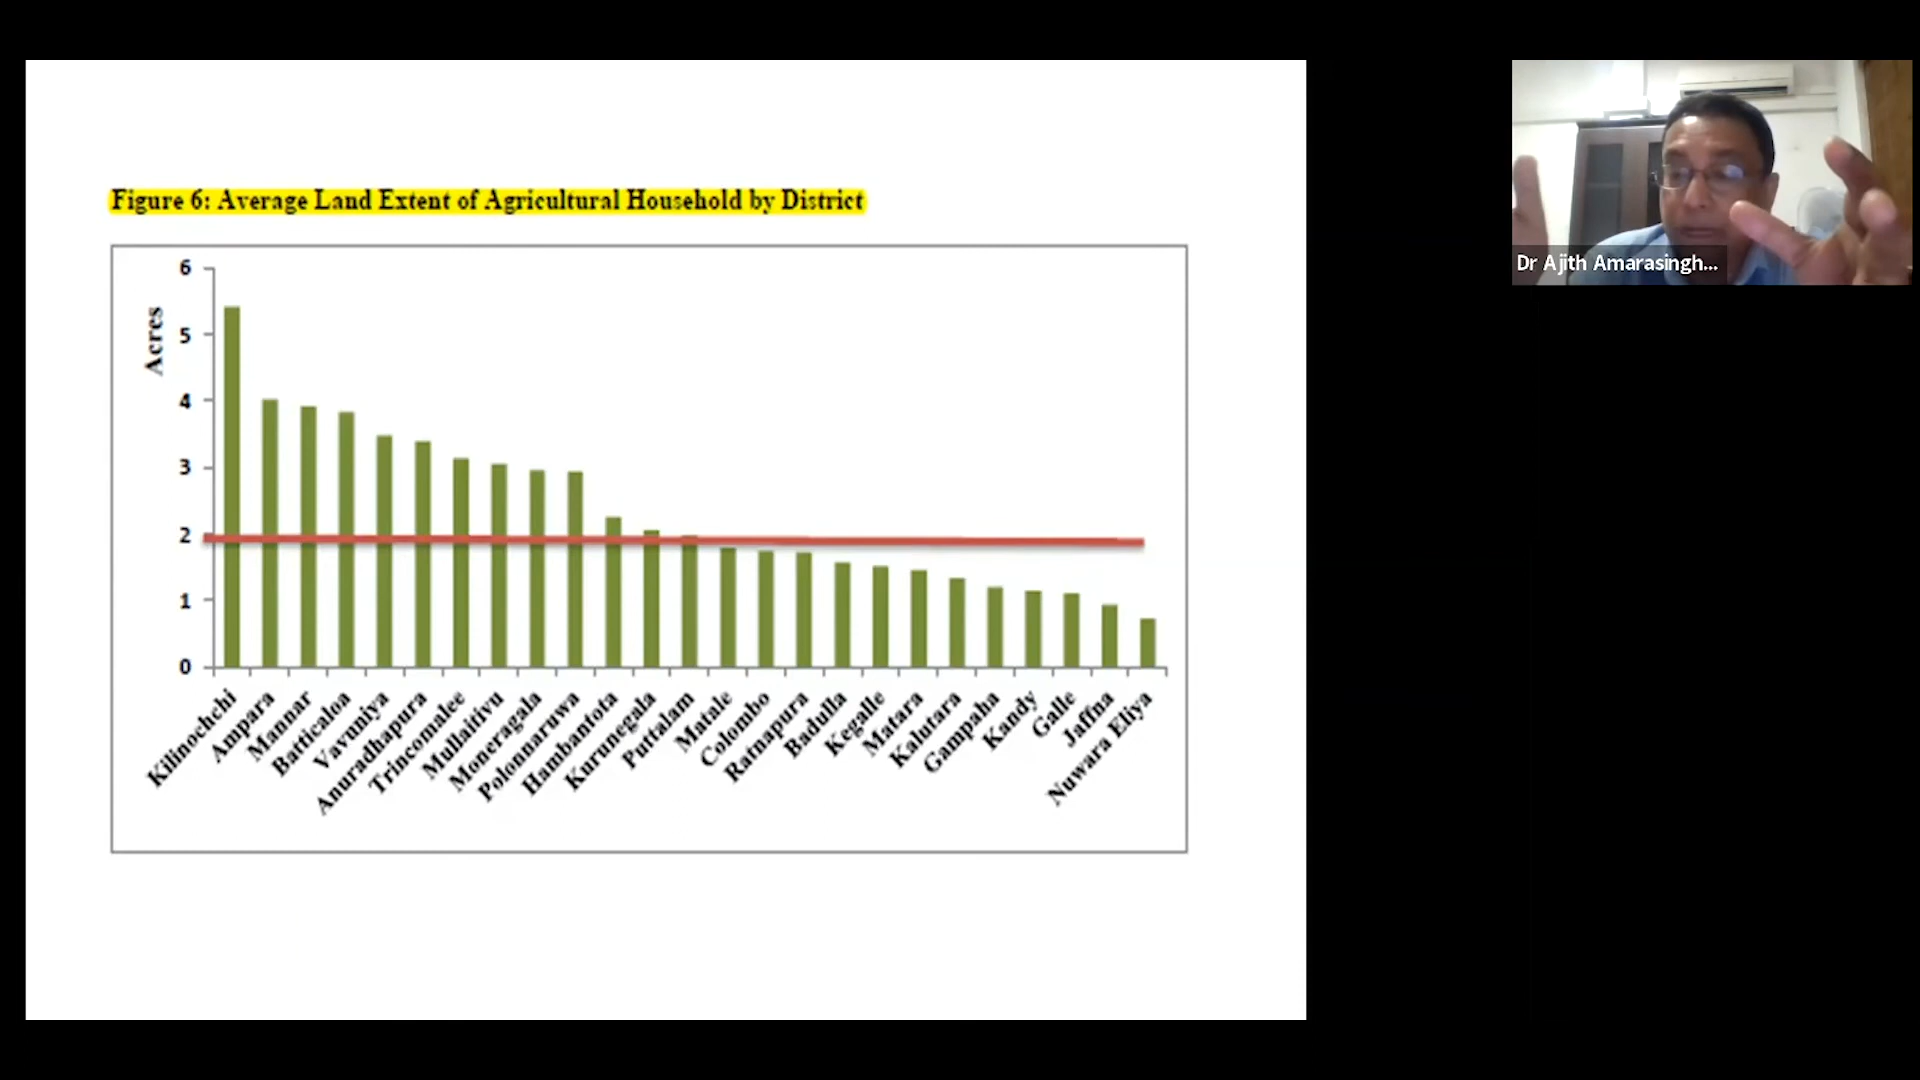 Figure 6: Average Land Extent of Agricultural Household by District
Acres
6
5
4
3
2
1
0
Kilinochchi
Ampara
Mannar
Batticaloa
Vavuniya
Anuradhapura
Trincomalee
Mullaitivu
Moneragala
Polonnaruwa
Hambantota
Kurunegala
Puttalam
Matale
Colombo
Ratnapura
Badulla
Kegalle
Matara
Kalutara
Gampaha
Kandy
Galle
Jaffna
Nuwara Eliya
Dr Ajith Amarasingh...